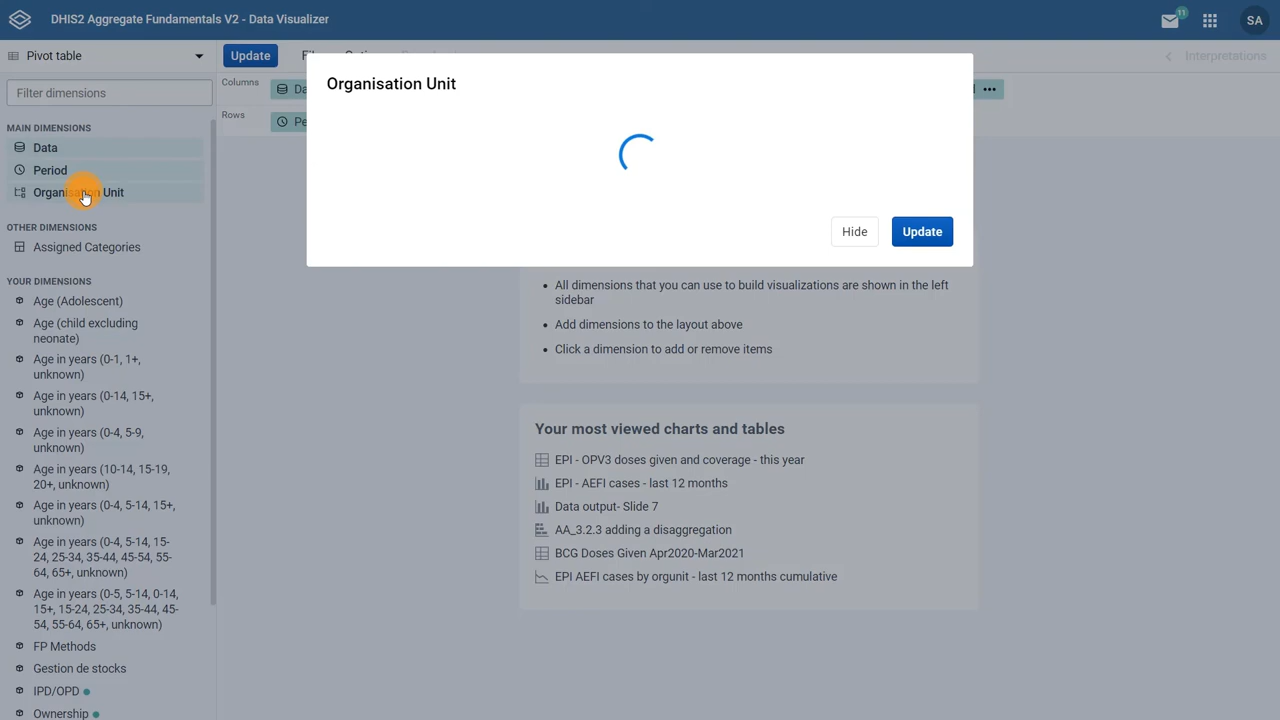 DHIS2 Aggregate Fundamentals V2 - Data Visualizer
11
SA
Pivot table
Update
Interpretations
Filter dimensions
Columns
Rows
MAIN DIMENSIONS
Data
Period
Organisation Unit
OTHER DIMENSIONS
Assigned Categories
YOUR DIMENSIONS
Age (Adolescent)
Age (child excluding
neonate)
Age in years (0-1, 1+,
unknown)
Age in years (0-14, 15+,
unknown)
Age in years (0-4, 5-9,
unknown)
Age in years (10-14, 15-19,
20+, unknown)
Age in years (0-4, 5-14, 15+,
unknown)
Age in years (0-4, 5-14, 15-
24, 25-34, 35-44, 45-54, 55-
64, 65+, unknown)
Age in years (0-5, 5-14, 0-14,
15+, 15-24, 25-34, 35-44, 45-
54, 55-64, 65+, unknown)
FP Methods
Gestion de stocks
IPD/OPD
Ownership
Organisation Unit
Hide
Update
All dimensions that you can use to build visualizations are shown in the left
sidebar
Add dimensions to the layout above
Click a dimension to add or remove items
Your most viewed charts and tables
EPI - OPV3 doses given and coverage - this year
EPI - AEFI cases - last 12 months
Data output- Slide 7
AA_3.2.3 adding a disaggregation
BCG Doses Given Apr2020-Mar2021
EPI AEFI cases by orgunit - last 12 months cumulative